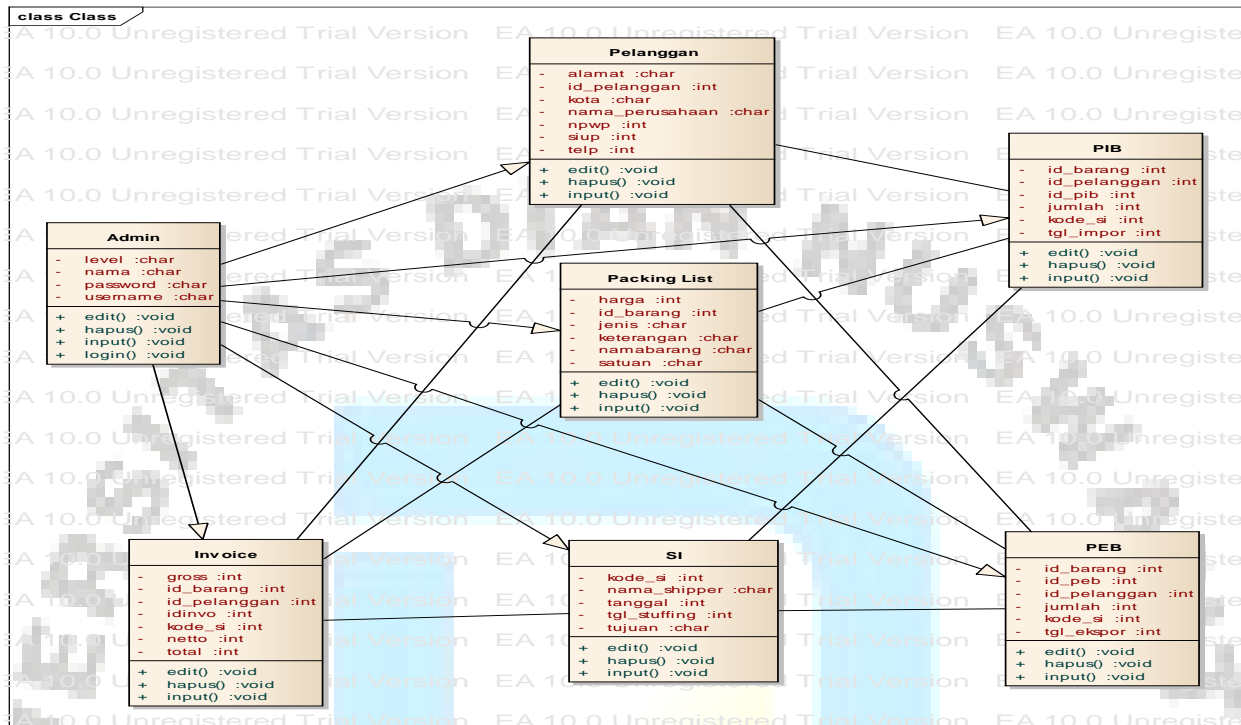 class Class
Pelanggan
- alamat :char
- id_pelanggan :int
- kota :char
- nama_perusahaan :char
- npwp :int
- siup :int
- telp :int
+ edit() :void
+ hapus() :void
+ input() :void
PIB
- id_barang :int
- id_pelanggan :int
- id_pib :int
- jumlah :int
- kode_si :int
- tgl_impor :int
+ edit() :void
+ hapus() :void
+ input() :void
Admin
- level :char
- nama :char
- password :char
- username :char
+ edit() :void
+ hapus() :void
+ input() :void
+ login() :void
Packing List
- harga :int
- id_barang :int
- jenis :char
- keterangan :char
- namabarang :char
- satuan :char
+ edit() :void
+ hapus() :void
+ input() :void
Invoice
- gross :int
- id_barang :int
- id_pelanggan :int
- idinvo :int
- kode_si :int
- netto :int
- total :int
+ edit() :void
+ hapus() :void
+ input() :void
SI
- kode_si :int
- nama_shipper :char
- tanggal :int
- tgl_stuffing :int
- tujuan :char
+ edit() :void
+ hapus() :void
+ input() :void
PEB
- id_barang :int
- id_peb :int
- id_pelanggan :int
- jumlah :int
- kode_si :int
- tgl_ekspor :int
+ edit() :void
+ hapus() :void
+ input() :void
EA 10.0 Unregistered Trial Version